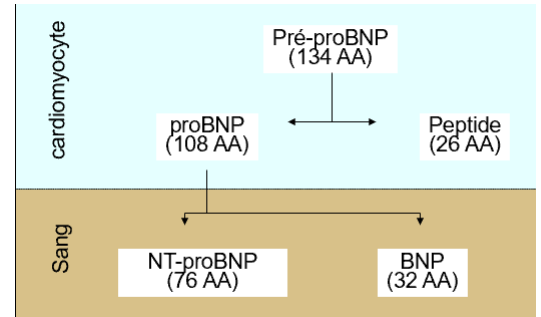 cardiomyocyte
Pré-proBNP
(134 AA)
proBNP
(108 AA)
Peptide
(26 AA)
Sang
NT-proBNP
(76 AA)
BNP
(32 AA)